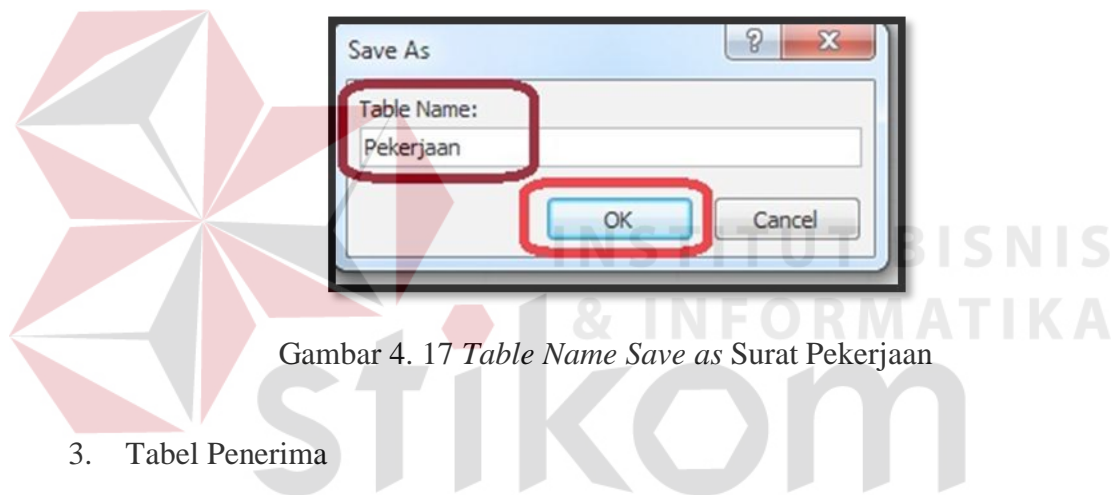 Save As
Table Name:
Pekerjaan
OK Cancel
INSTITUT BISNIS
& INFORMATIKA
stikom
Gambar 4. 17 Table Name Save as Surat Pekerjaan
3. Tabel Penerima